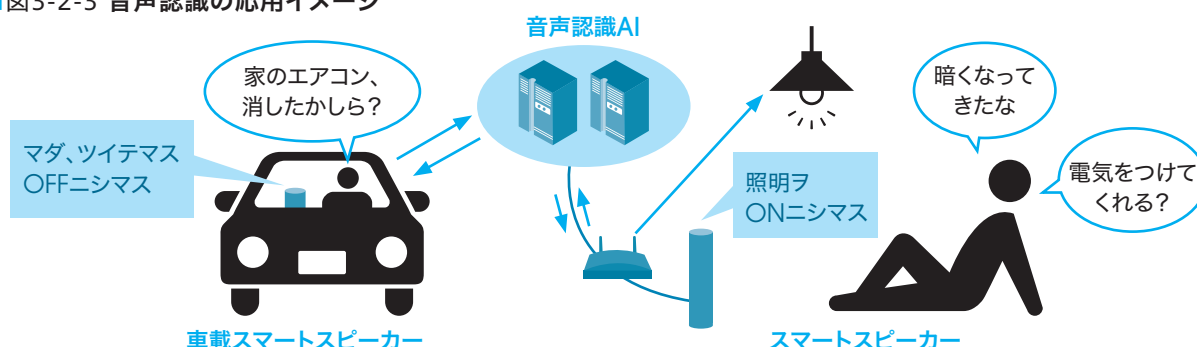 図3-2-3 音声認識の応用イメージ
音声認識AI
家のエアコン、
消したかしら？
マダ、ツイテマス
OFFニシマス
暗くなって
きたな
電気をつけて
くれる？
照明ヲ
ONニシマス
車載スマートスピーカー
スマートスピーカー